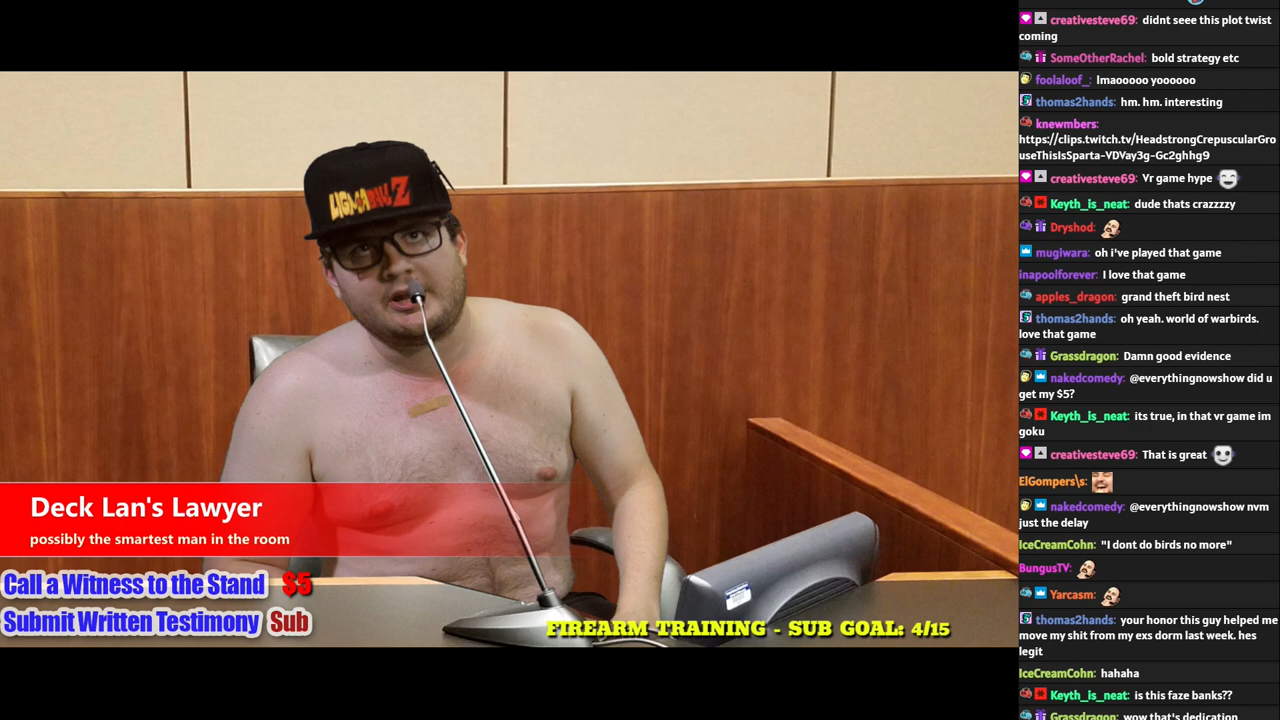 LIGMABALLZ
Deck Lan's Lawyer
possibly the smartest man in the room
Call a Witness to the Stand $5
Submit Written Testimony Sub
FIREARM TRAINING - SUB GOAL: 4/15
creativesteve69: didnt seee this plot twist
coming
SomeOtherRachel: bold strategy etc
foolaloof_: lmaooooo yoooooo
thomas2hands: hm. hm. interesting
knewmbers:
https://clips.twitch.tv/HeadstrongCrepuscularGro
useThisIsSparta-VDVay3g-Gc2ghhg9
creativesteve69: Vr game hype
Keyth_is_neat: dude thats crazzzzy
Dryshod:
mugiwara: oh i've played that game
inapoolforever: I love that game
apples_dragon: grand theft bird nest
thomas2hands: oh yeah. world of warbirds.
love that game
Grassdragon: Damn good evidence
nakedcomedy: @everythingnowshow did u
get my $5?
Keyth_is_neat: its true, in that vr game im
goku
creativesteve69: That is great
ElGompers\s:
nakedcomedy: @everythingnowshow nvm
just the delay
IceCreamCohn: "I dont do birds no more"
BungusTV:
Yarcasm:
thomas2hands: your honor this guy helped me
move my shit from my exs dorm last week. hes
legit
IceCreamCohn: hahaha
Keyth_is_neat: is this faze banks??
Grassdragon: wow that's dedication